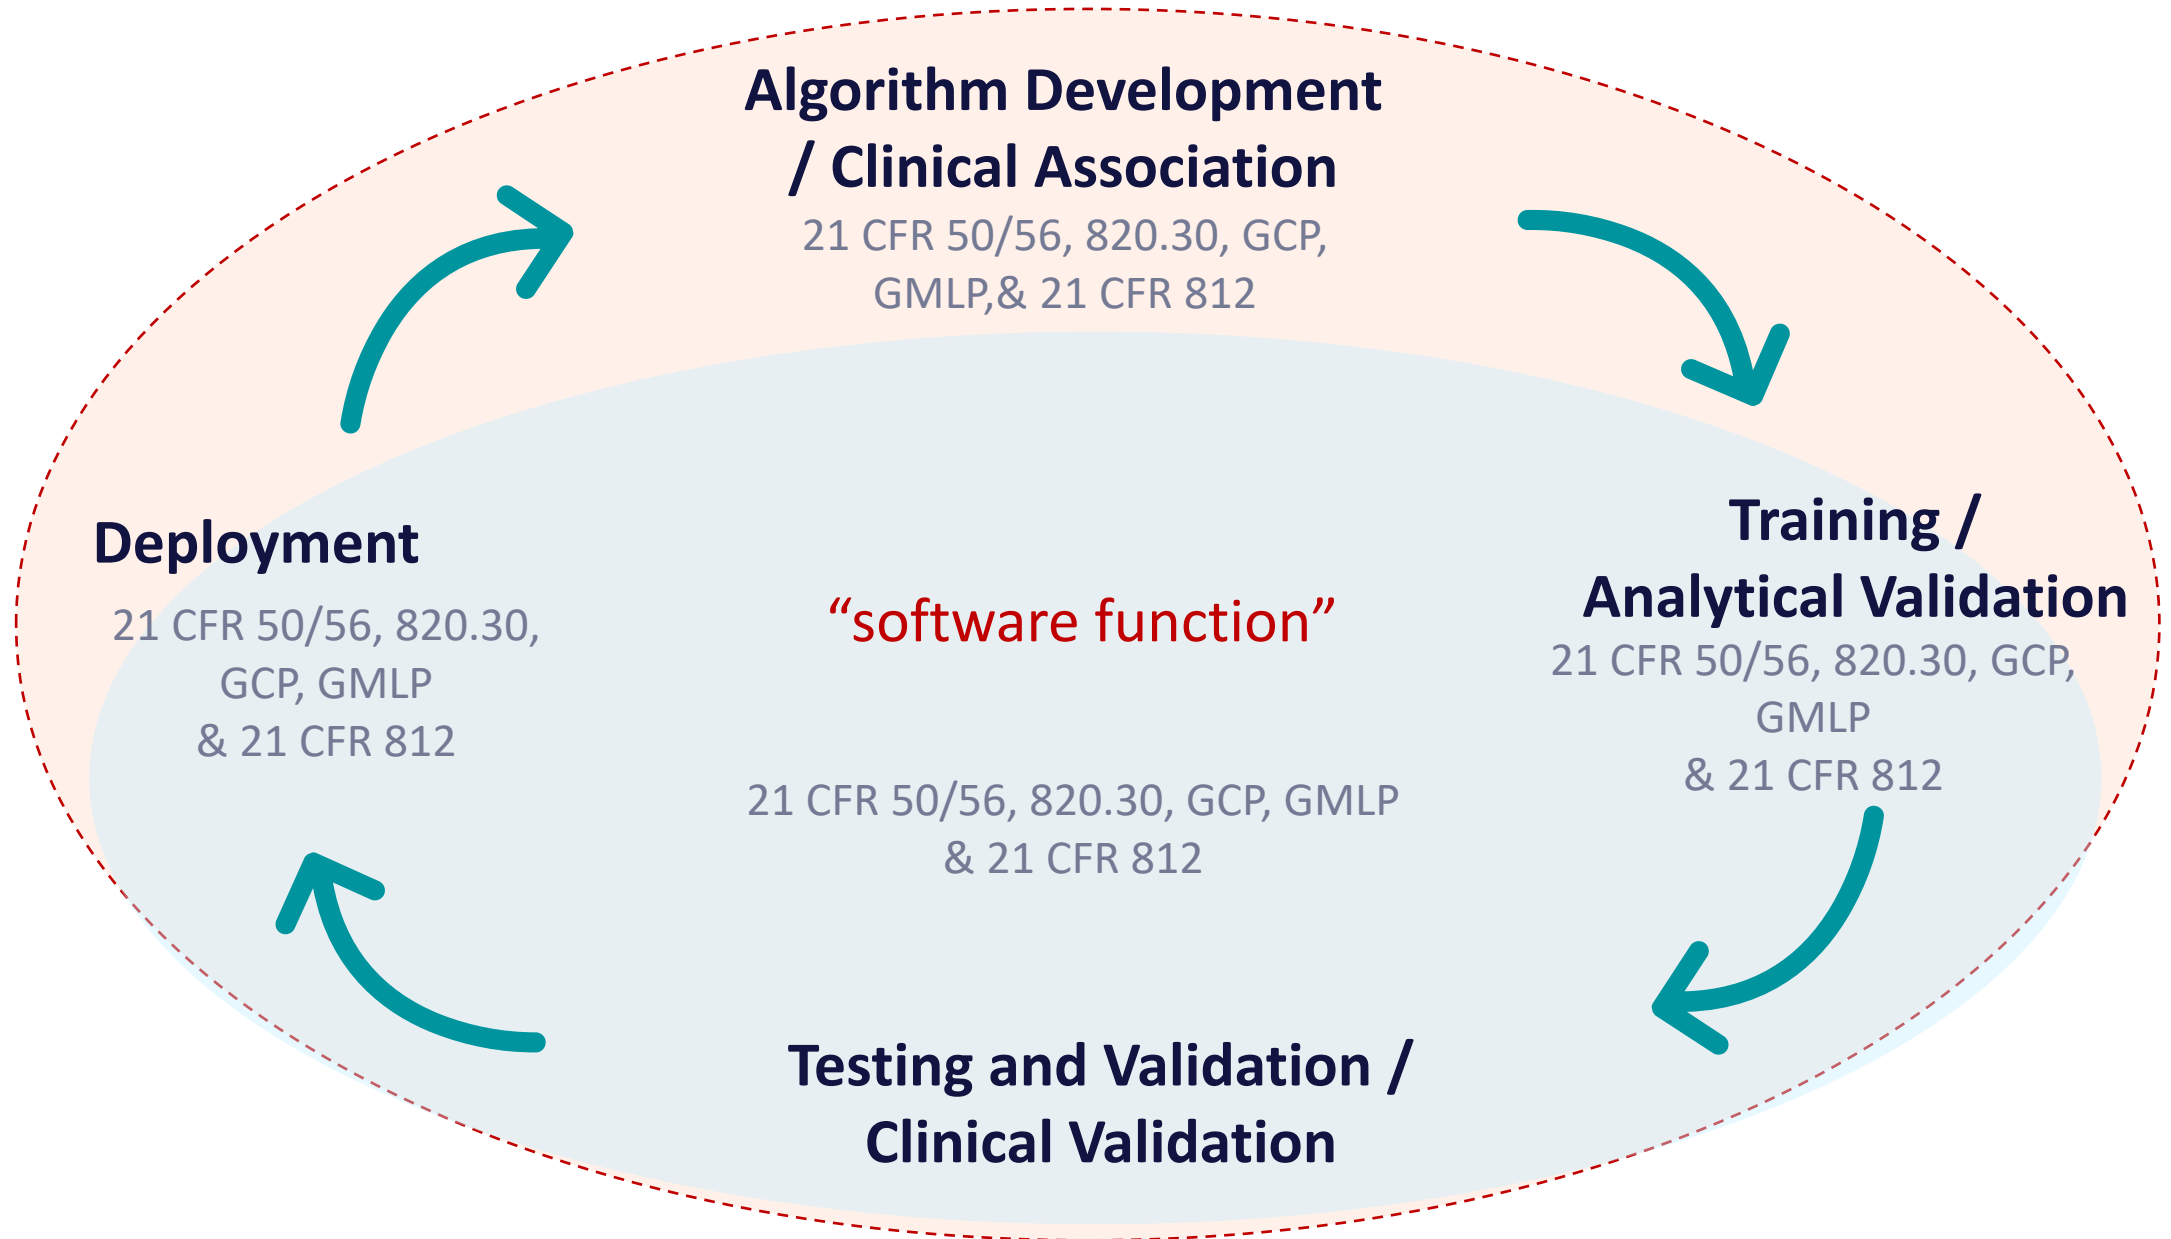 Algorithm Development
/ Clinical Association
21 CFR 50/56, 820.30, GCP,
GMLP,& 21 CFR 812
Training /
Analytical Validation
21 CFR 50/56, 820.30, GCP,
GMLP
& 21 CFR 812
Deployment
21 CFR 50/56, 820.30,
GCP, GMLP
& 21 CFR 812
“software function”
21 CFR 50/56, 820.30, GCP, GMLP
& 21 CFR 812
Testing and Validation /
Clinical Validation